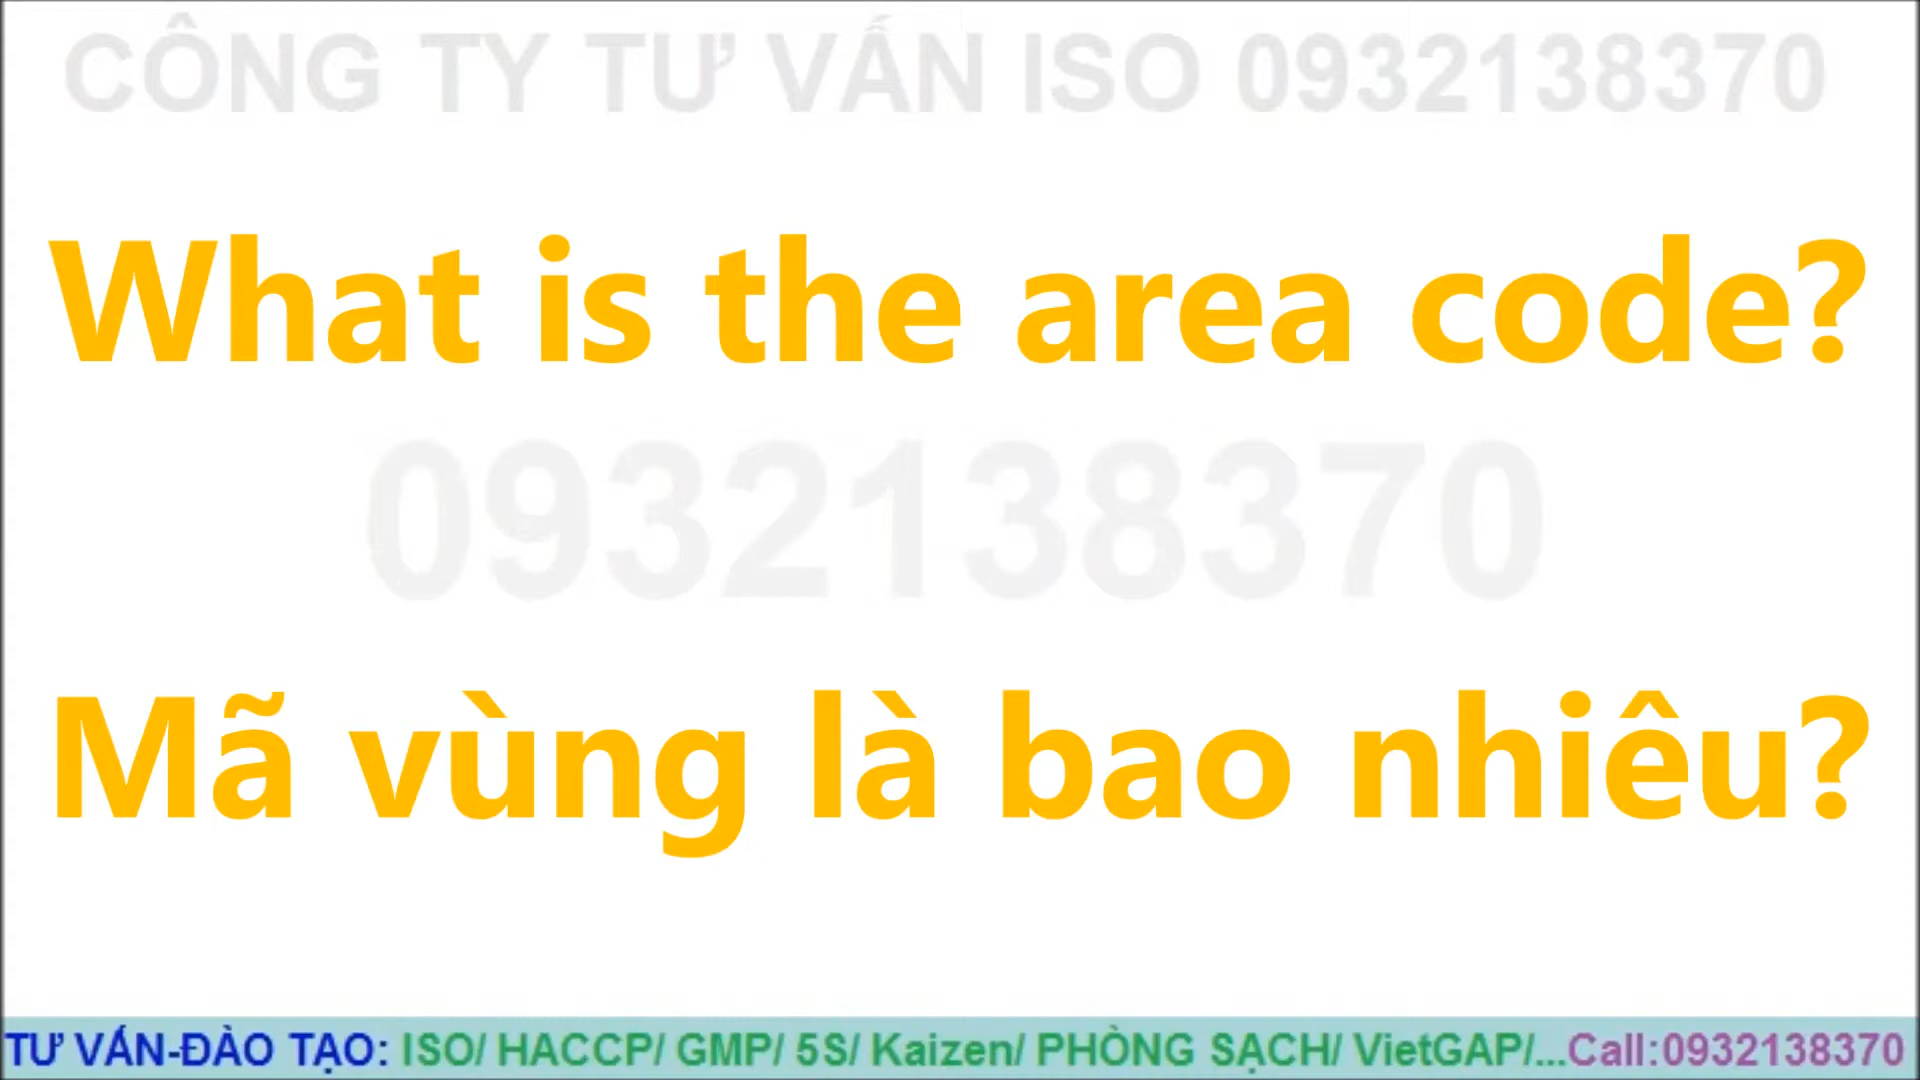 CÔNG TY TƯ VẤN ISO 0932138370
What is the area code?
0932138370
Mã vùng là bao nhiêu?
TƯ VẤN-ĐÀO TẠO: ISO/ HACCP/ GMP/ 5S/ Kaizen/ PHÒNG SẠCH/ VietGAP/...Call:0932138370